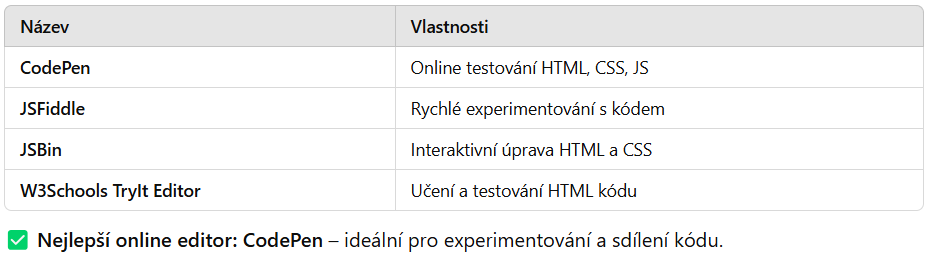 Název Vlastnosti
CodePen Online testování HTML, CSS, JS
JSFiddle Rychlé experimentování s kódem
JSBin Interaktivní úprava HTML a CSS
W3Schools TryIt Editor Učení a testování HTML kódu
✅ Nejlepší online editor: CodePen – ideální pro experimentování a sdílení kódu.